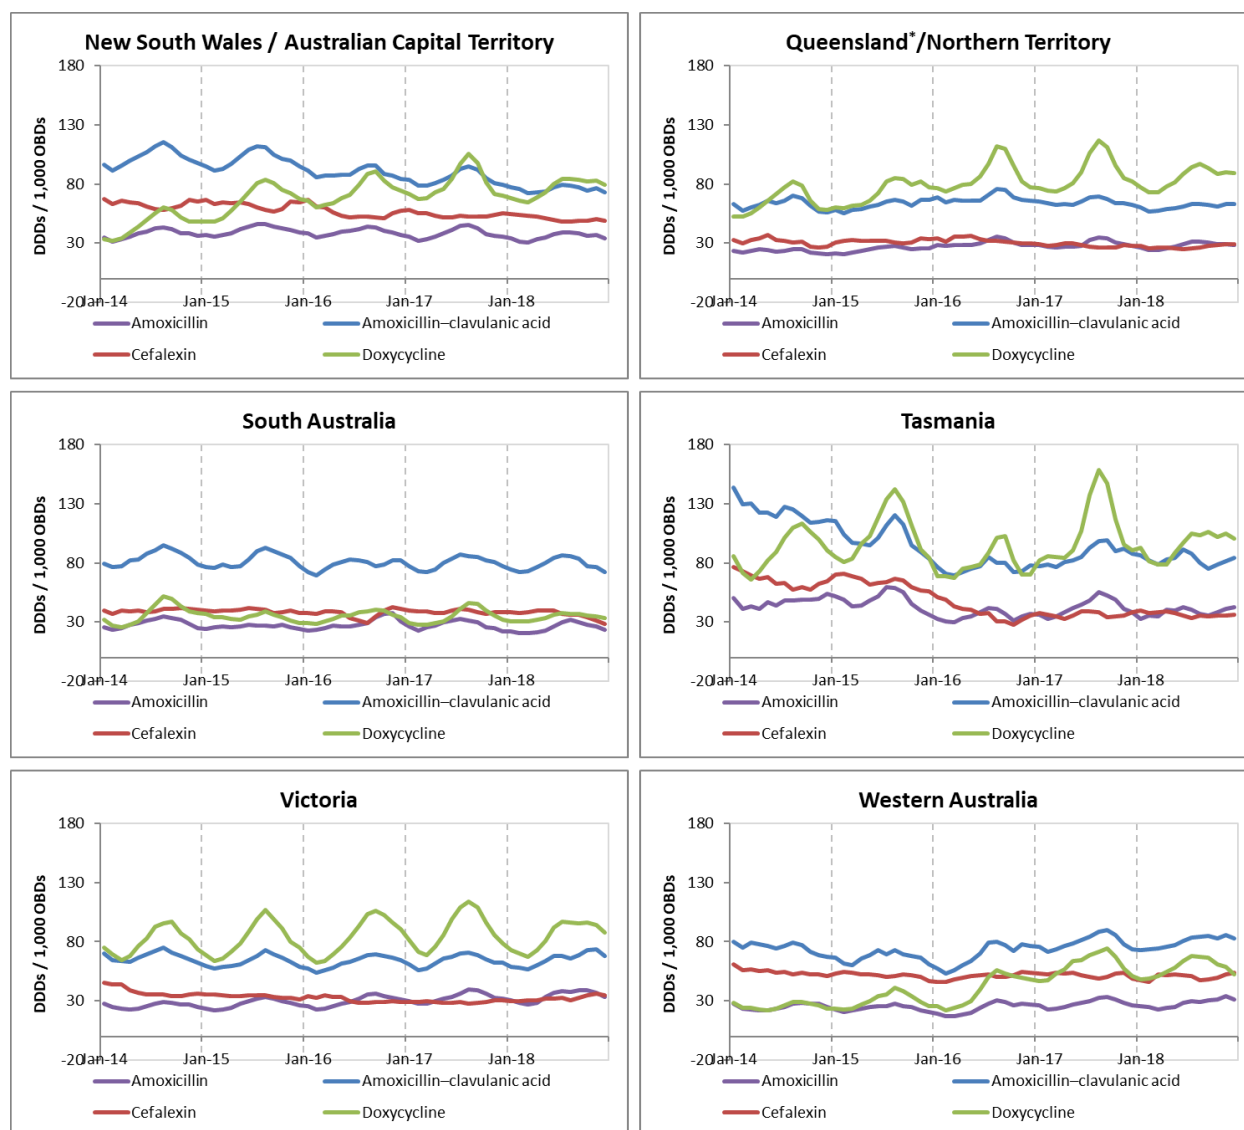 New South Wales / Australian Capital Territory
DDDs / 1,000 OBDs
180
130
80
30
-20
Jan-14 Jan-15 Jan-16 Jan-17 Jan-18
Amoxicillin Amoxicillin–clavulanic acid
Cefalexin Doxycycline
Queensland*/Northern Territory
DDDs / 1,000 OBDs
180
130
80
30
-20
Jan-14 Jan-15 Jan-16 Jan-17 Jan-18
Amoxicillin Amoxicillin–clavulanic acid
Cefalexin Doxycycline
South Australia
DDDs / 1,000 OBDs
180
130
80
30
-20
Jan-14 Jan-15 Jan-16 Jan-17 Jan-18
Amoxicillin Amoxicillin–clavulanic acid
Cefalexin Doxycycline
Tasmania
DDDs / 1,000 OBDs
180
130
80
30
-20
Jan-14 Jan-15 Jan-16 Jan-17 Jan-18
Amoxicillin Amoxicillin–clavulanic acid
Cefalexin Doxycycline
Victoria
DDDs / 1,000 OBDs
180
130
80
30
-20
Jan-14 Jan-15 Jan-16 Jan-17 Jan-18
Amoxicillin Amoxicillin–clavulanic acid
Cefalexin Doxycycline
Western Australia
DDDs / 1,000 OBDs
180
130
80
30
-20
Jan-14 Jan-15 Jan-16 Jan-17 Jan-18
Amoxicillin Amoxicillin–clavulanic acid
Cefalexin Doxycycline